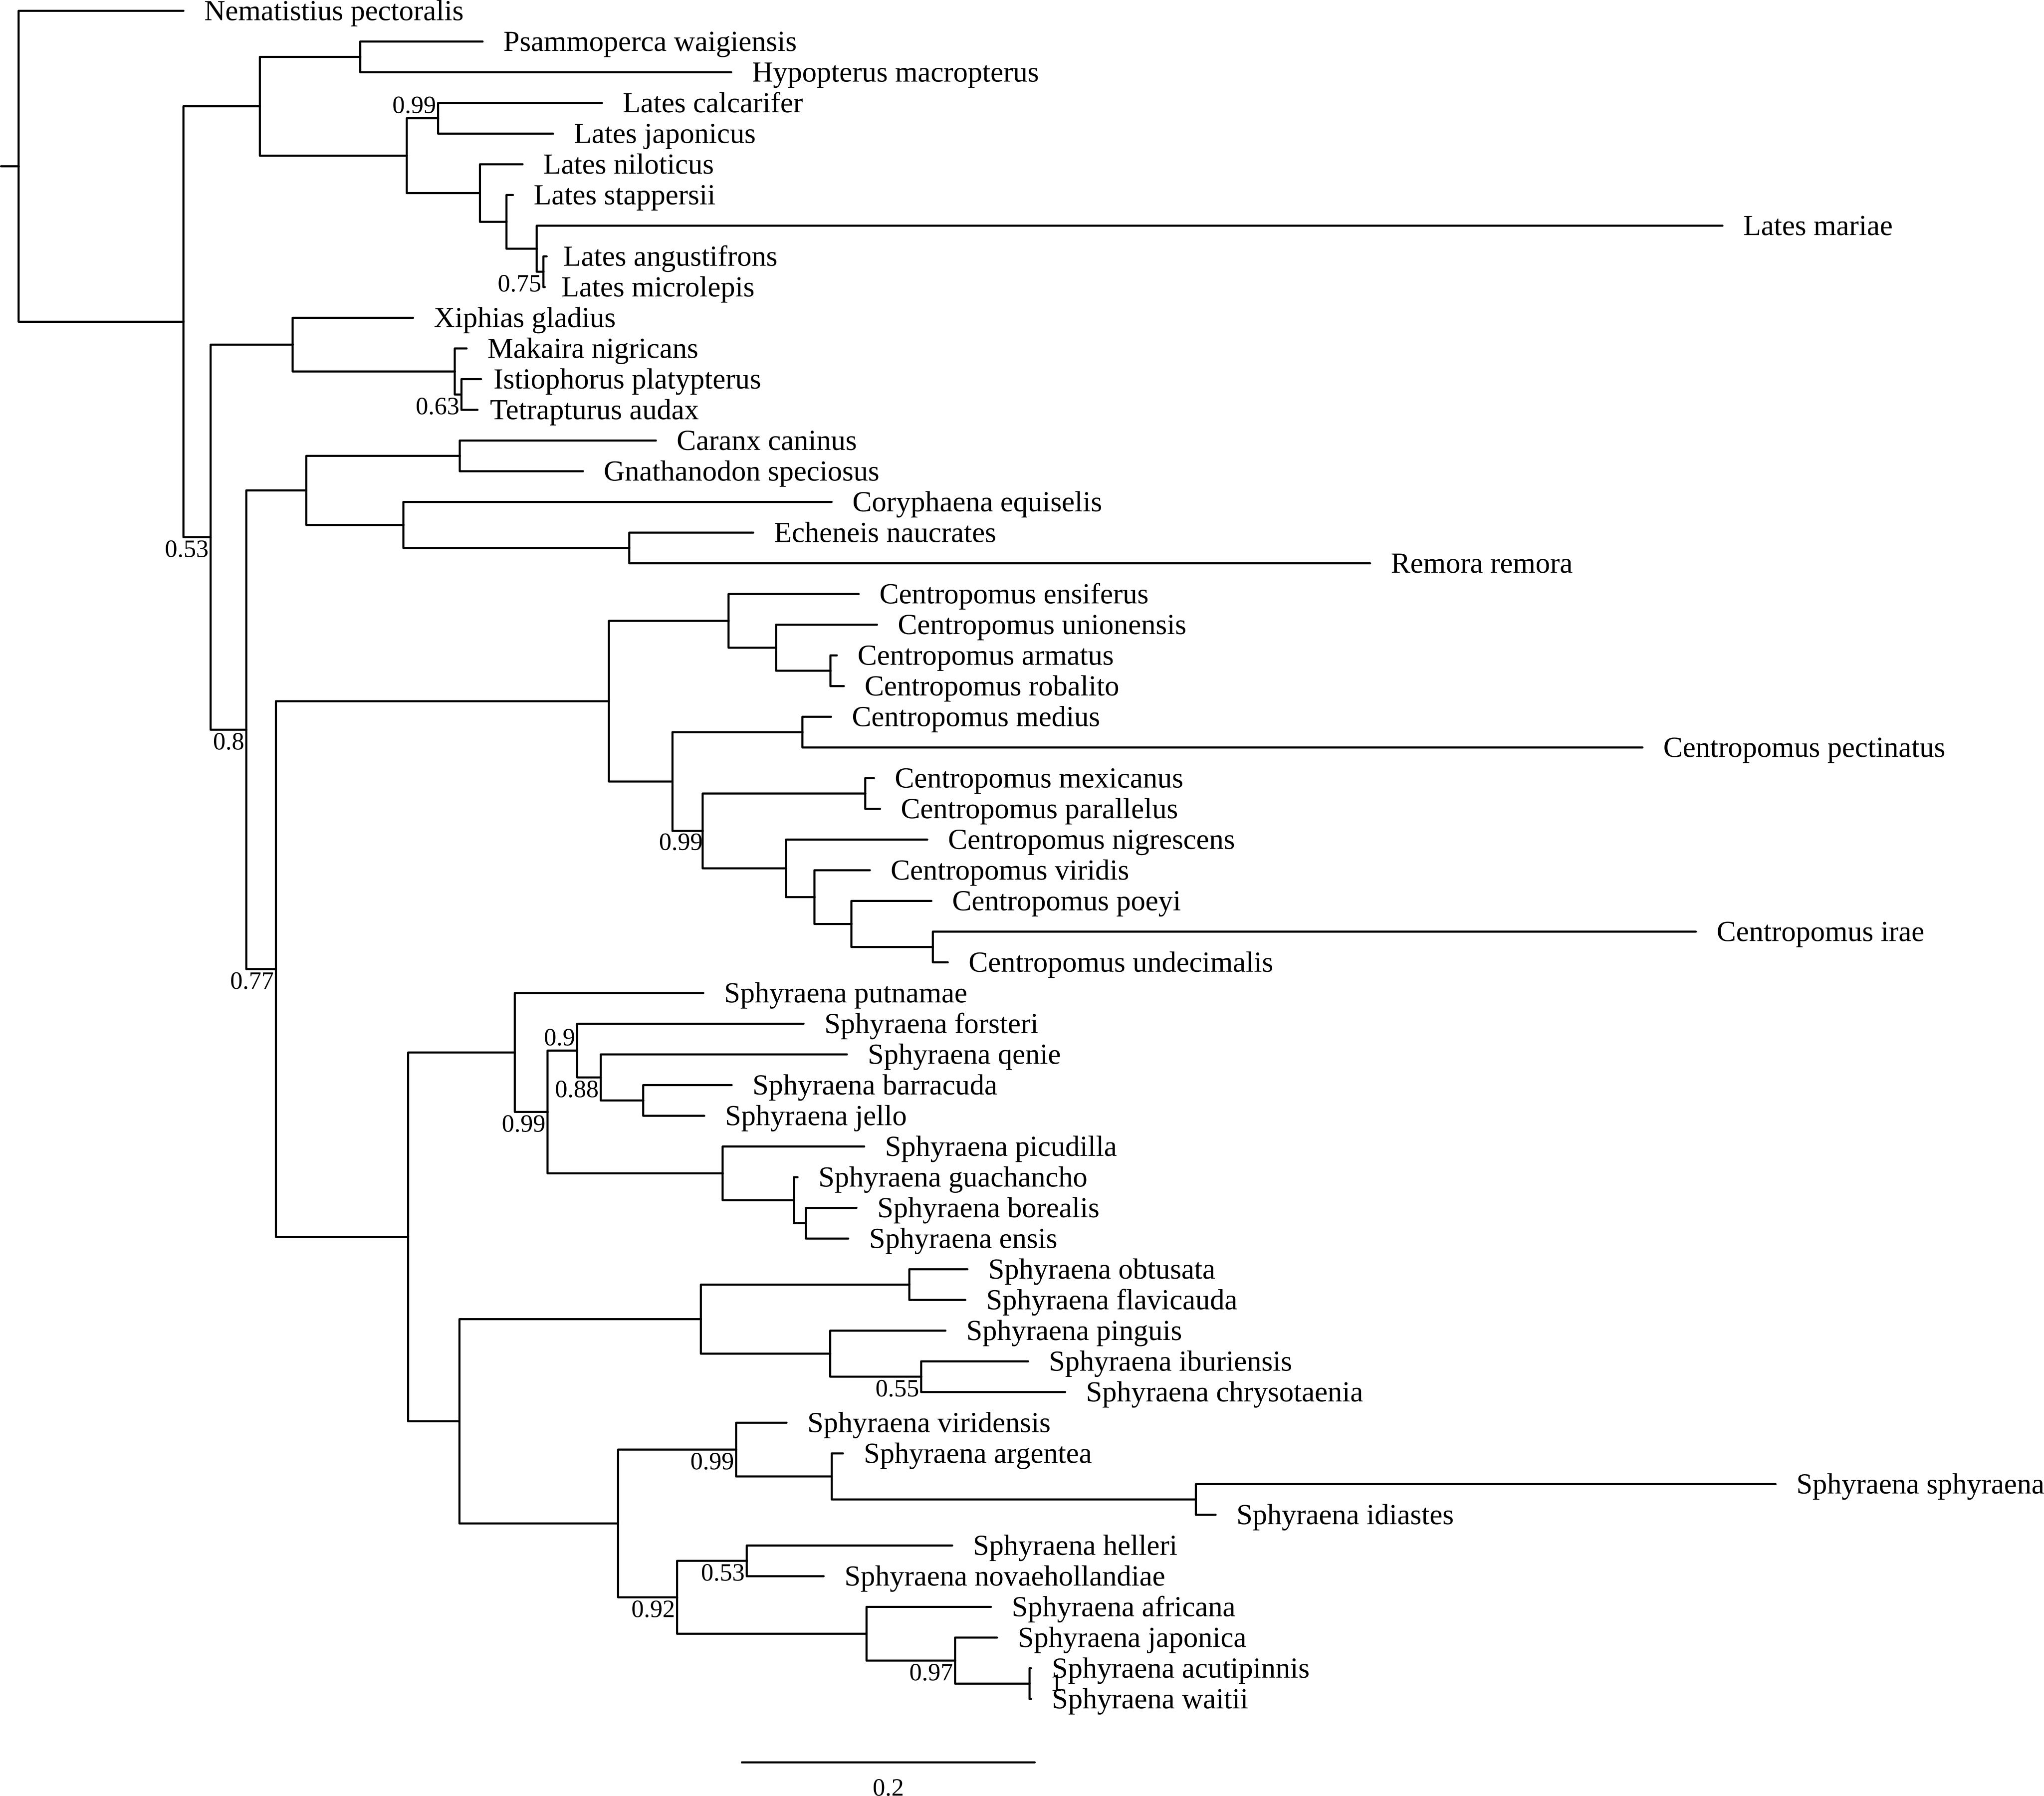 Nematistius pectoralis
Psammoperca waigiensis
Hypopterus macropterus
0.99
Lates calcarifer
Lates japonicus
Lates niloticus
Lates stappersii
Lates mariae
Lates angustifrons
0.75
Lates microlepis
Xiphias gladius
Makaira nigricans
Istiophorus platypterus
0.63
Tetrapturus audax
Caranx caninus
Gnathanodon speciosus
Coryphaena equiselis
Echeneis naucrates
0.53
Remora remora
Centropomus ensiferus
Centropomus unionensis
Centropomus armatus
Centropomus robalito
Centropomus medius
0.8
Centropomus pectinatus
Centropomus mexicanus
Centropomus parallelus
0.99
Centropomus nigrescens
Centropomus viridis
Centropomus poeyi
Centropomus irae
Centropomus undecimalis
0.77
Sphyraena putnamae
Sphyraena forsteri
0.9
Sphyraena qenie
0.88
Sphyraena barracuda
Sphyraena jello
0.99
Sphyraena picudilla
Sphyraena guachancho
Sphyraena borealis
Sphyraena ensis
Sphyraena obtusata
Sphyraena flavicauda
Sphyraena pinguis
Sphyraena iburiensis
0.55
Sphyraena chrysotaenia
Sphyraena viridensis
Sphyraena argentea
0.99
Sphyraena sphyraena
Sphyraena idiastes
Sphyraena helleri
0.53
Sphyraena novaehollandiae
0.92
Sphyraena africana
Sphyraena japonica
Sphyraena acutipinnis
0.97
1
Sphyraena waitii
0.2